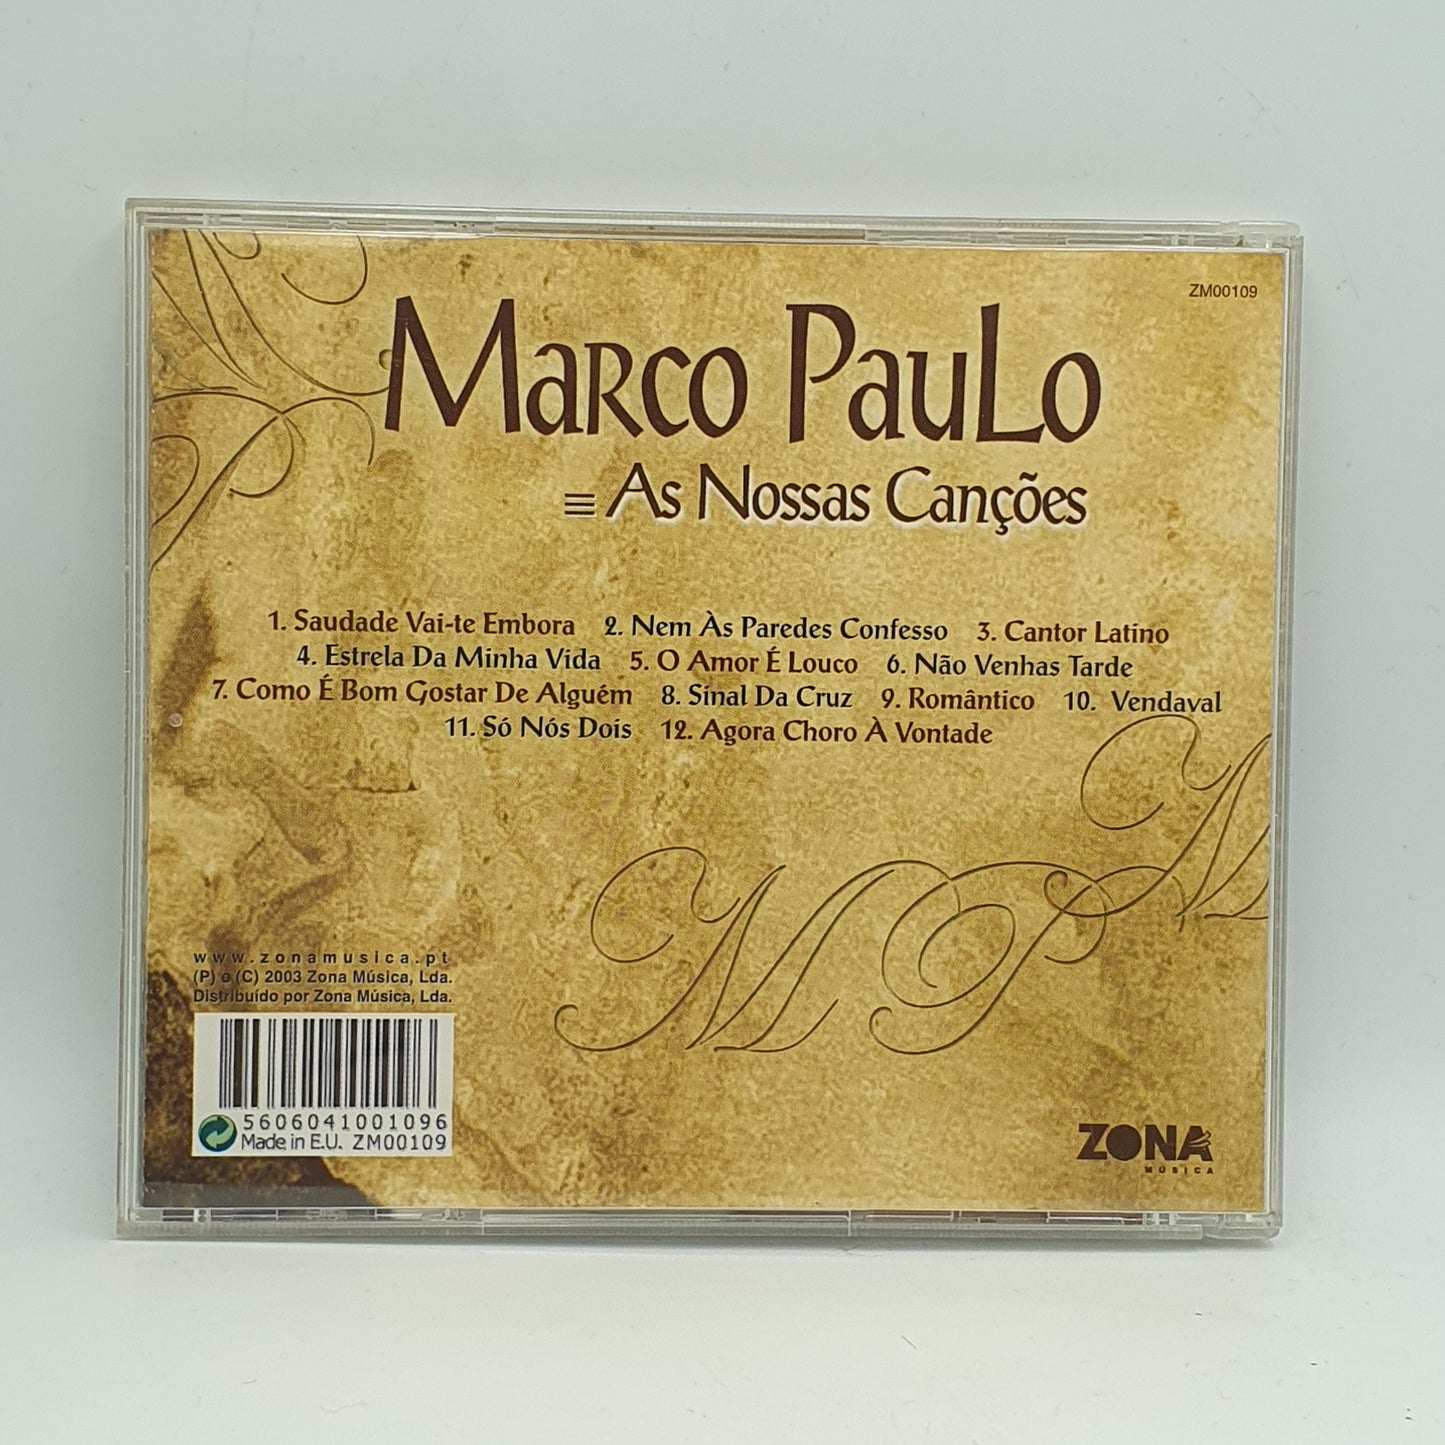 ZM00109
Marco Paulo
As Nossas Canções
1. Saudade Vai-te Embora 2. Nem Às Paredes Confesso 3. Cantor Latino
4. Estrela Da Minha Vida 5. O Amor É Louco 6. Não Venhas Tarde
7. Como É Bom Gostar De Alguém 8. Sinal Da Cruz 9. Romântico 10. Vendaval
11. Só Nós Dois 12. Agora Choro À Vontade
MP
M
www.zonamusica.pt
(P) e (C) 2003 Zona Música, Lda.
Distribuído por Zona Música, Lda.
5606041001096
Made in E.U. ZM00109
ZONA
MÚSICA